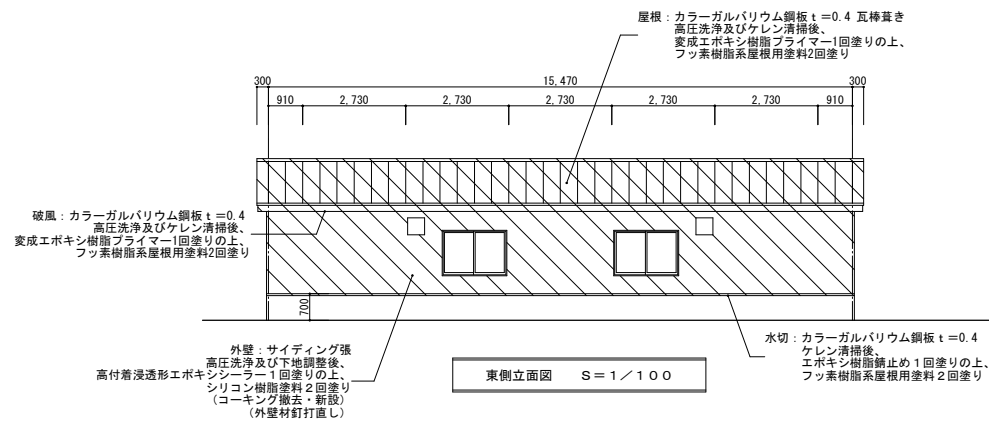 屋根：カラーガルバリウム鋼板ｔ＝0.4 瓦棒葺き
高圧洗浄及びケレン清掃後、
変成エポキシ樹脂プライマー1回塗りの上、
フッ素樹脂系屋根用塗料2回塗り
300
15,470
300
910
2,730
2,730
2,730
2,730
2,730
910
破風：カラーガルバリウム鋼板ｔ＝0.4
高圧洗浄及びケレン清掃後、
変成エポキシ樹脂プライマー1回塗りの上、
フッ素樹脂系屋根用塗料2回塗り
700
外壁：サイディング張
高圧洗浄及び下地調整後、
高付着浸透形エポキシシーラー１回塗りの上、
シリコン樹脂塗料２回塗り
（コーキング撤去・新設）
（外壁材釘打直し）
東側立面図　Ｓ＝１／１００
水切：カラーガルバリウム鋼板ｔ＝0.4
ケレン清掃後、
エポキシ樹脂錆止め１回塗りの上、
フッ素樹脂系屋根用塗料２回塗り